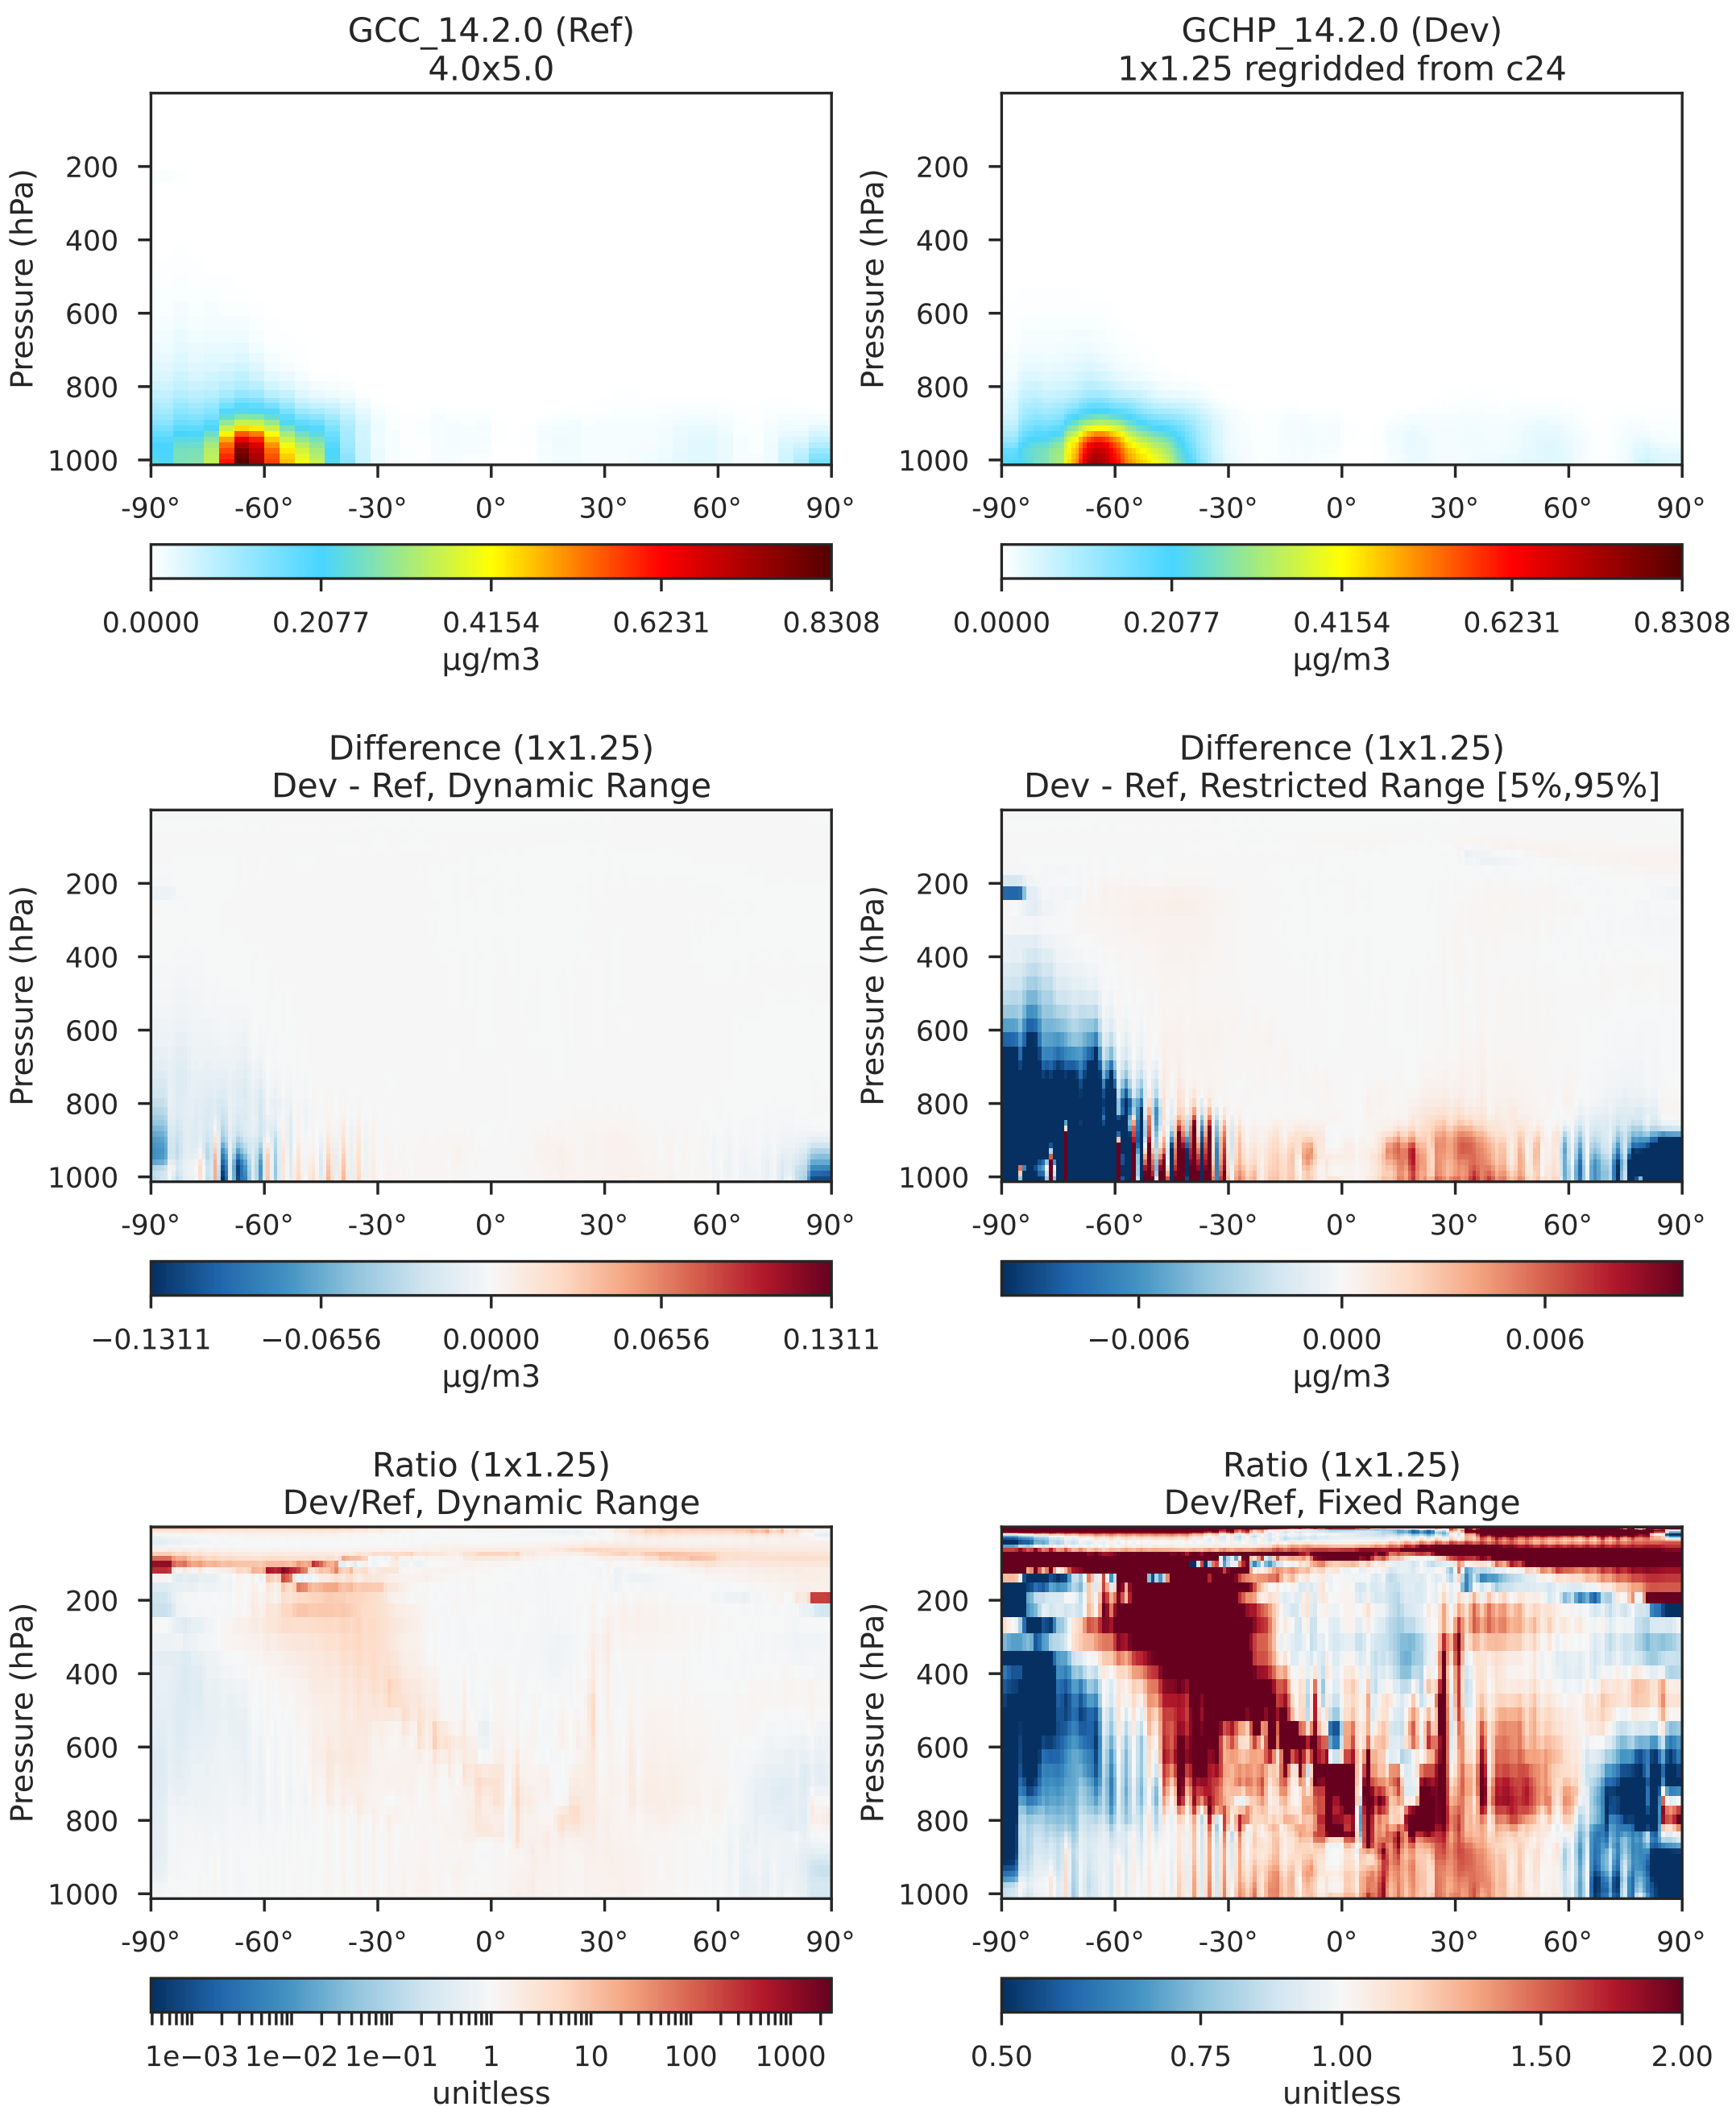 GCC_14.2.0 (Ref)
4.0x5.0
Pressure (hPa)
200
400
600
800
1000
-90° -60° -30° 0° 30° 60° 90°
0.0000 0.2077 0.4154 0.6231 0.8308
µg/m3
GCHP_14.2.0 (Dev)
1x1.25 regridded from c24
Pressure (hPa)
200
400
600
800
1000
-90° -60° -30° 0° 30° 60° 90°
0.0000 0.2077 0.4154 0.6231 0.8308
µg/m3
Difference (1x1.25)
Dev - Ref, Dynamic Range
Pressure (hPa)
200
400
600
800
1000
-90° -60° -30° 0° 30° 60° 90°
−0.1311 −0.0656 0.0000 0.0656 0.1311
µg/m3
Difference (1x1.25)
Dev - Ref, Restricted Range [5%,95%]
Pressure (hPa)
200
400
600
800
1000
-90° -60° -30° 0° 30° 60° 90°
−0.006 0.000 0.006
µg/m3
Ratio (1x1.25)
Dev/Ref, Dynamic Range
Pressure (hPa)
200
400
600
800
1000
-90° -60° -30° 0° 30° 60° 90°
1e−03 1e−02 1e−01 1 10 100 1000
unitless
Ratio (1x1.25)
Dev/Ref, Fixed Range
Pressure (hPa)
200
400
600
800
1000
-90° -60° -30° 0° 30° 60° 90°
0.50 0.75 1.00 1.50 2.00
unitless